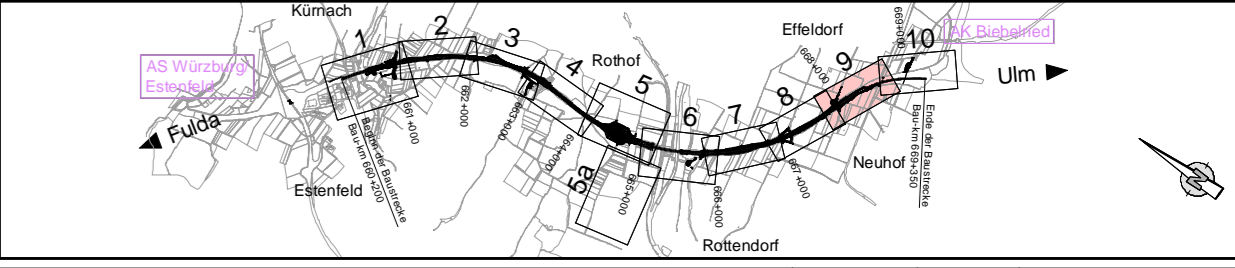 Kürnach
AS Würzburg/
Estenfeld
Fulda
Estenfeld
1
2
3
4
5
5a
6
7
8
9
10
Rothof
Effeldorf
AK Biebelried
Ulm
Neuhof
Rottendorf
Beginn der Baustrecke
Bau-km 660+200
661+000
662+000
663+000
664+000
665+000
666+000
667+000
668+000
669+000
Ende der Baustrecke
Bau-km 669+350
N